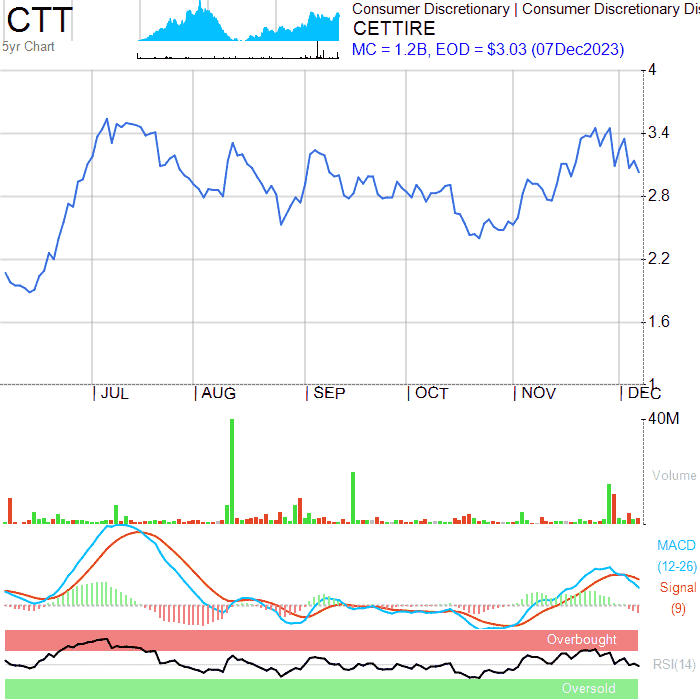 CTT
5yr Chart
Consumer Discretionary | Consumer Discretionary Dis
CETTIRE
MC = 1.2B, EOD = $3.03 (07Dec2023)
4
3.4
2.8
2.2
1.6
1
JUL AUG SEP OCT NOV DEC
40M
Volume
MACD
(12-26)
Signal
(9)
Overbought
RSI(14)
Oversold